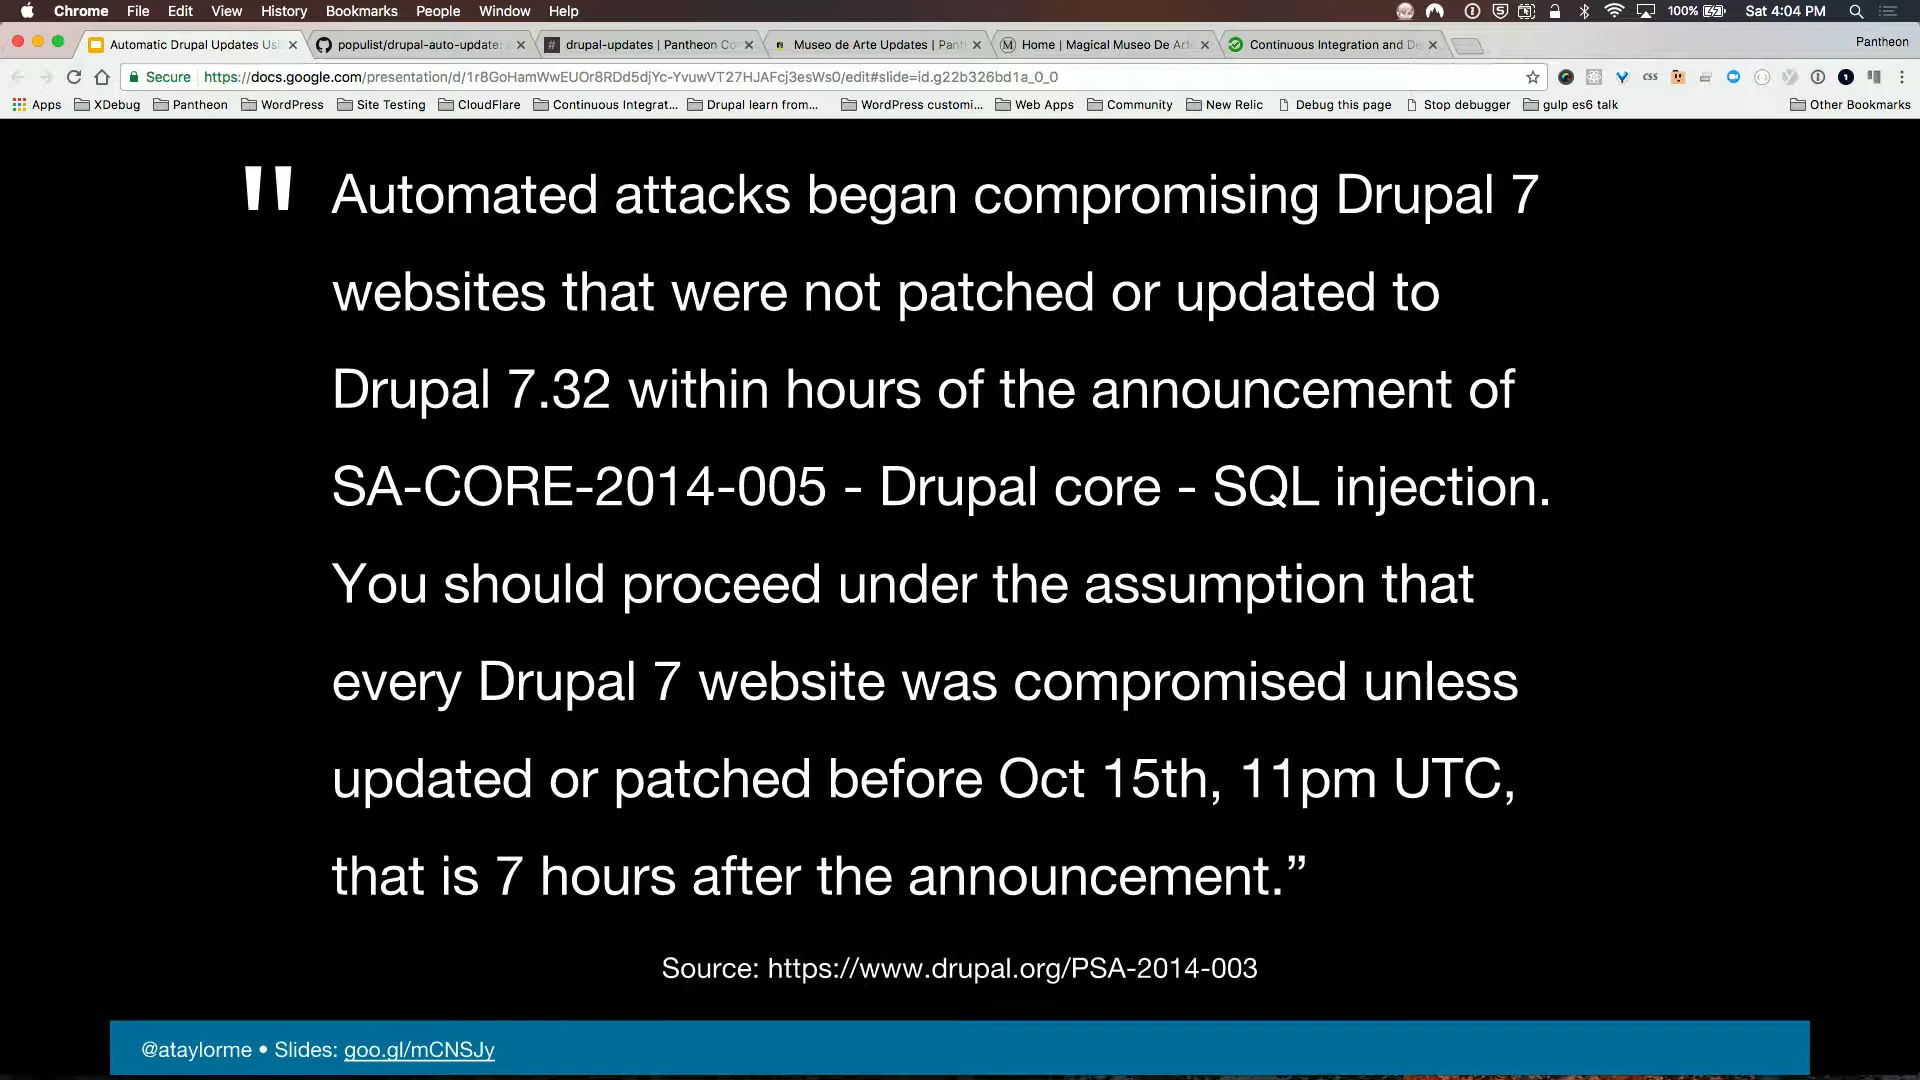 Chrome File Edit View History Bookmarks People Window Help 100% Sat 4:04 PM
Automatic Drupal Updates Usi populist/drupal-auto-update: drupal-updates | Pantheon Co Museo de Arte Updates | Pant Home | Magical Museo De Arte Continuous Integration and De Pantheon
Secure https://docs.google.com/presentation/d/1r8GoHamWwEUOr8RDd5djYc-YvuwVT27HJAFcj3esWs0/edit#slide=id.g22b326bd1a_0_0
Apps XDebug Pantheon WordPress Site Testing CloudFlare Continuous Integrat... Drupal learn from... WordPress customi... Web Apps Community New Relic Debug this page Stop debugger gulp es6 talk Other Bookmarks
" Automated attacks began compromising Drupal 7
websites that were not patched or updated to
Drupal 7.32 within hours of the announcement of
SA-CORE-2014-005 - Drupal core - SQL injection.
You should proceed under the assumption that
every Drupal 7 website was compromised unless
updated or patched before Oct 15th, 11pm UTC,
that is 7 hours after the announcement.”
Source: https://www.drupal.org/PSA-2014-003
@ataylorme • Slides: goo.gl/mCNSJy